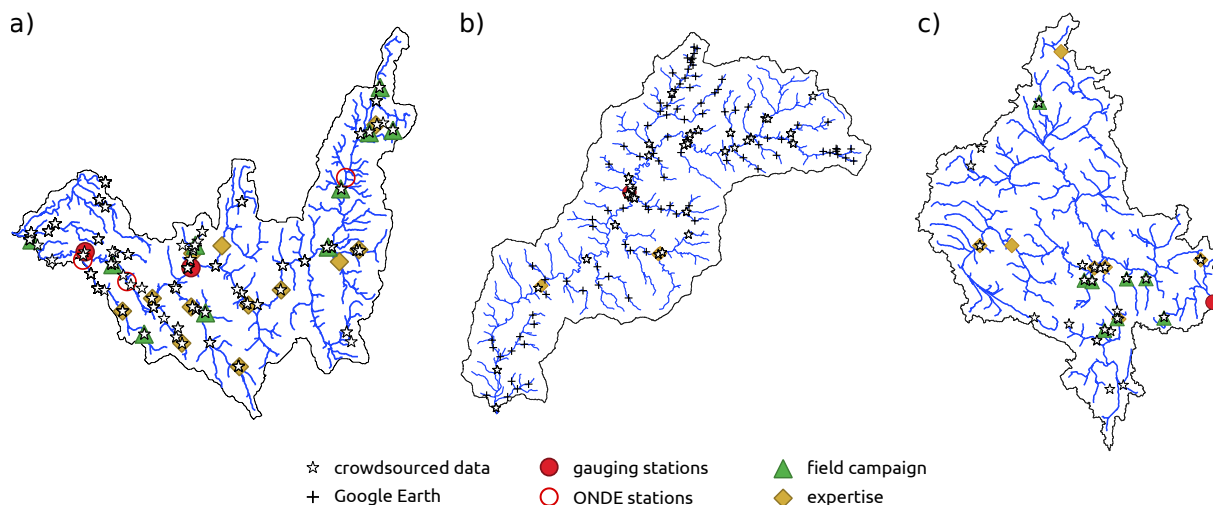 a)
b)
c)
crowdsourced data
gauging stations
field campaign
Google Earth
ONDE stations
expertise